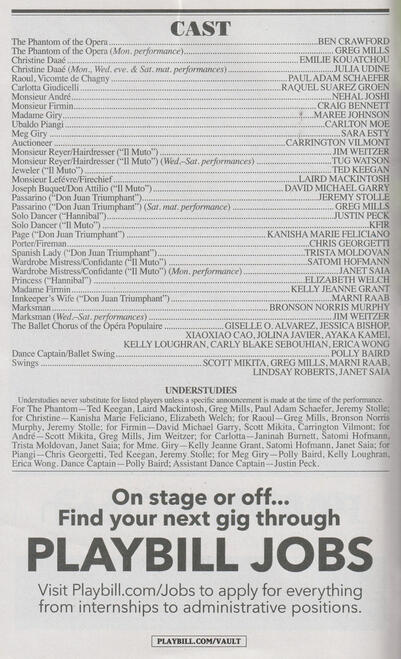 CAST
The Phantom of the Opera BEN CRAWFORD
The Phantom of the Opera (Mon. performance) GREG MILLS
Christine Daaé EMILIE KOUATCHOU
Christine Daaé (Mon., Wed. eve. & Sat. mat. performances) JULIA UDINE
Raoul, Vicomte de Chagny PAUL ADAM SCHAEFER
Carlotta Giudicelli RAQUEL SUAREZ GROEN
Monsieur André NEHAL JOSHI
Monsieur Firmin CRAIG BENNETT
Madame Giry MAREE JOHNSON
Ubaldo Piangi CARLTON MOE
Meg Giry SARA ESTY
Auctioneer CARRINGTON VILMONT
Monsieur Reyer/Hairdresser ("Il Muto") JIM WEITZER
Monsieur Reyer/Hairdresser ("Il Muto") (Wed.–Sat. performances) TUG WATSON
Jeweler ("Il Muto") TED KEEGAN
Monsieur Lefévre/Firechief LAIRD MACKINTOSH
Joseph Buquet/Don Attilio ("Il Muto") DAVID MICHAEL GARRY
Passarino ("Don Juan Triumphant") JEREMY STOLLE
Passarino ("Don Juan Triumphant") (Sat. mat. performance) GREG MILLS
Solo Dancer ("Hannibal") JUSTIN PECK
Solo Dancer ("Il Muto") KFIR
Page ("Don Juan Triumphant") KANISHA MARIE FELICIANO
Porter/Fireman CHRIS GEORGETTI
Spanish Lady ("Don Juan Triumphant") TRISTA MOLDOVAN
Wardrobe Mistress/Confidante ("Il Muto") SATOMI HOFMANN
Wardrobe Mistress/Confidante ("Il Muto") (Mon. performance) JANET SAIA
Princess ("Hannibal") ELIZABETH WELCH
Madame Firmin KELLY JEANNE GRANT
Innkeeper's Wife ("Don Juan Triumphant") MARNI RAAB
Marksman BRONSON NORRIS MURPHY
Marksman (Wed.–Sat. performances) JIM WEITZER
The Ballet Chorus of the Opéra Populaire GISELLE O. ALVAREZ, JESSICA BISHOP,
XIAOXIAO CAO, JOLINA JAVIER, AYAKA KAMEI,
KELLY LOUGHRAN, CARLY BLAKE SEBOUHIAN, ERICA WONG
Dance Captain/Ballet Swing POLLY BAIRD
Swings SCOTT MIKITA, GREG MILLS, MARNI RAAB,
LINDSAY ROBERTS, JANET SAIA
UNDERSTUDIES
Understudies never substitute for listed players unless a specific announcement is made at the time of the performance.
For The Phantom—Ted Keegan, Laird Mackintosh, Greg Mills, Paul Adam Schaefer, Jeremy Stolle;
for Christine—Kanisha Marie Feliciano, Elizabeth Welch; for Raoul—Greg Mills, Bronson Norris
Murphy, Jeremy Stolle; for Firmin—David Michael Garry, Scott Mikita, Carrington Vilmont; for
André—Scott Mikita, Greg Mills, Jim Weitzer; for Carlotta—Janinah Burnett, Satomi Hofmann,
Trista Moldovan, Janet Saia; for Mme. Giry—Kelly Jeanne Grant, Satomi Hofmann, Janet Saia; for
Piangi—Chris Georgetti, Ted Keegan, Jeremy Stolle; for Meg Giry—Polly Baird, Kelly Loughran,
Erica Wong. Dance Captain—Polly Baird; Assistant Dance Captain—Justin Peck.
On stage or off...
Find your next gig through
PLAYBILL JOBS
Visit Playbill.com/Jobs to apply for everything
from internships to administrative positions.
PLAYBILL.COM/VAULT